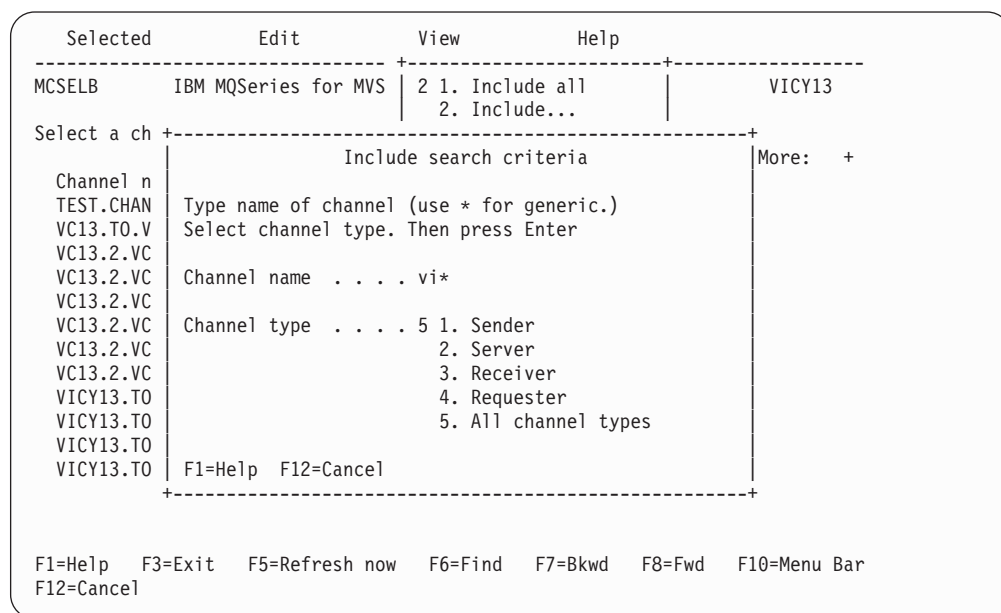 Selected Edit View Help
--------------------------------- +------------------------+------------------
MCSELB IBM MQSeries for MVS | 2 1. Include all | VICY13
| 2. Include... |
Select a ch +------------------------------------------------------+
| Include search criteria |More: +
Channel n | |
TEST.CHAN | Type name of channel (use * for generic.) |
VC13.TO.V | Select channel type. Then press Enter |
VC13.2.VC | |
VC13.2.VC | Channel name . . . . vi* |
VC13.2.VC | |
VC13.2.VC | Channel type . . . . 5 1. Sender |
VC13.2.VC | 2. Server |
VC13.2.VC | 3. Receiver |
VICY13.TO | 4. Requester |
VICY13.TO | 5. All channel types |
VICY13.TO | |
VICY13.TO | F1=Help F12=Cancel |
+------------------------------------------------------+
F1=Help F3=Exit F5=Refresh now F6=Find F7=Bkwd F8=Fwd F10=Menu Bar
F12=Cancel